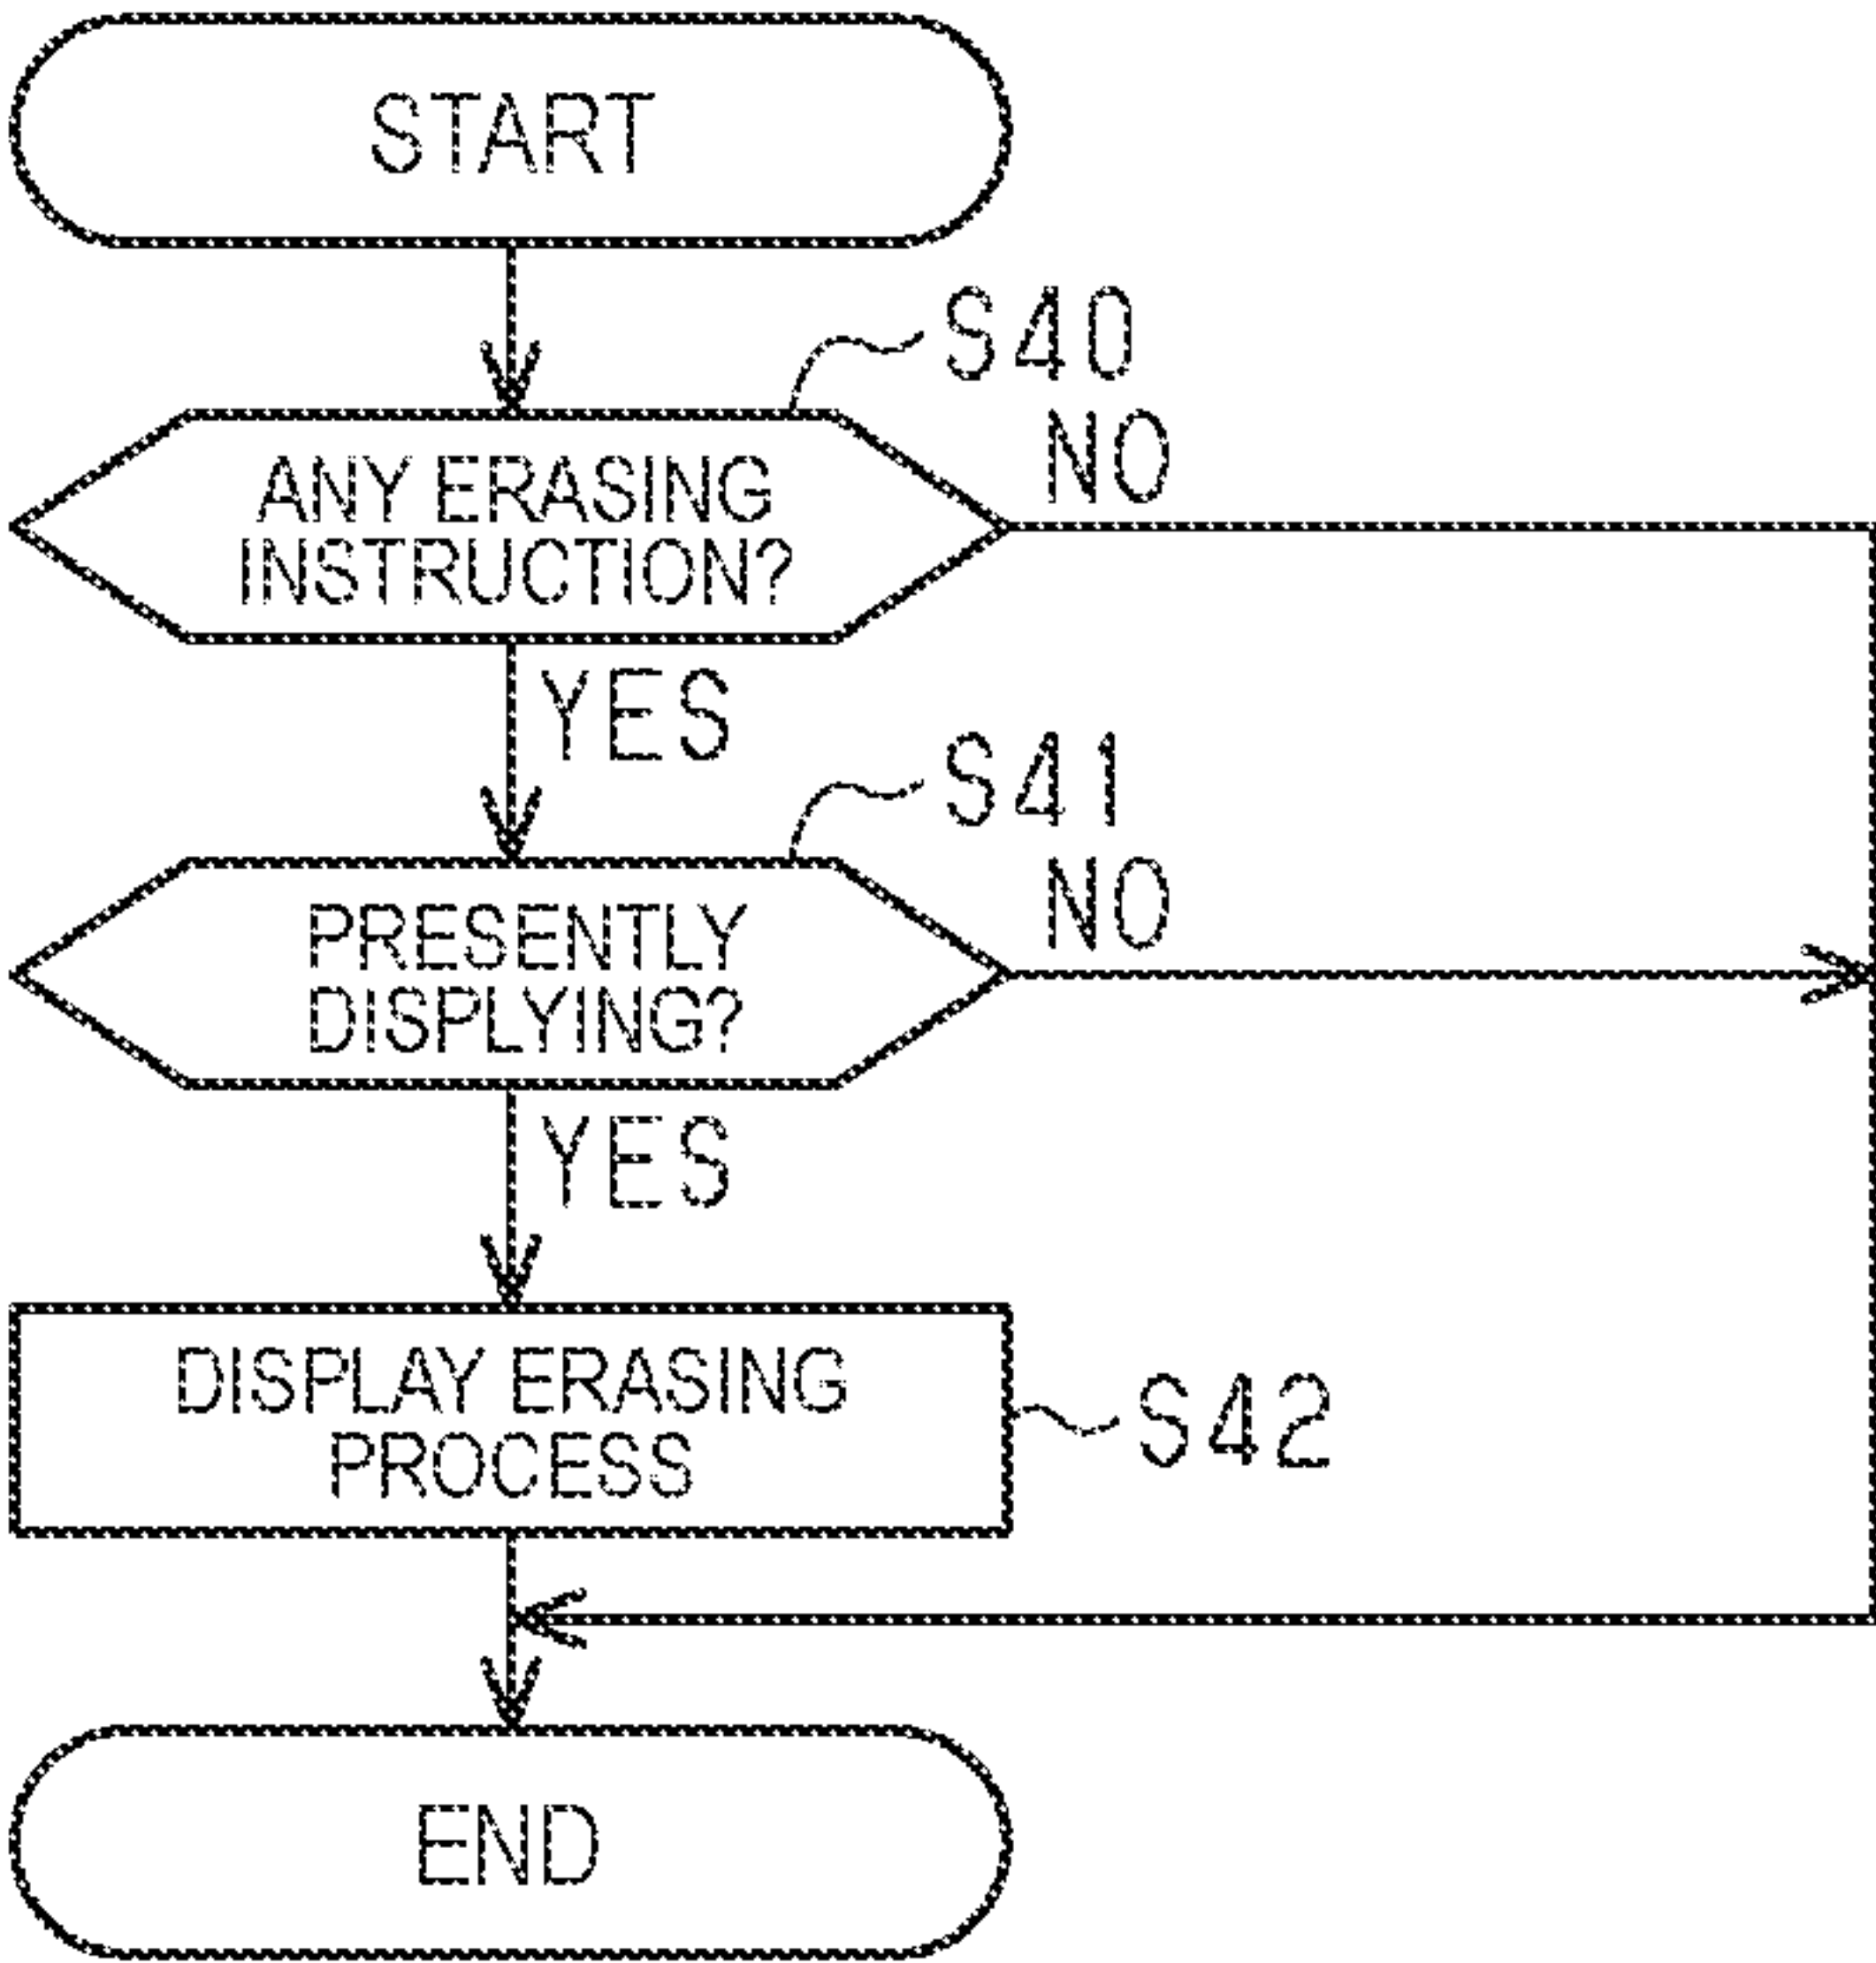 START
S40
NO
ANY ERASING
INSTRUCTION?
YES
S41
NO
PRESENTLY
DISPLYING?
YES
DISPLAY ERASING
PROCESS
S42
END